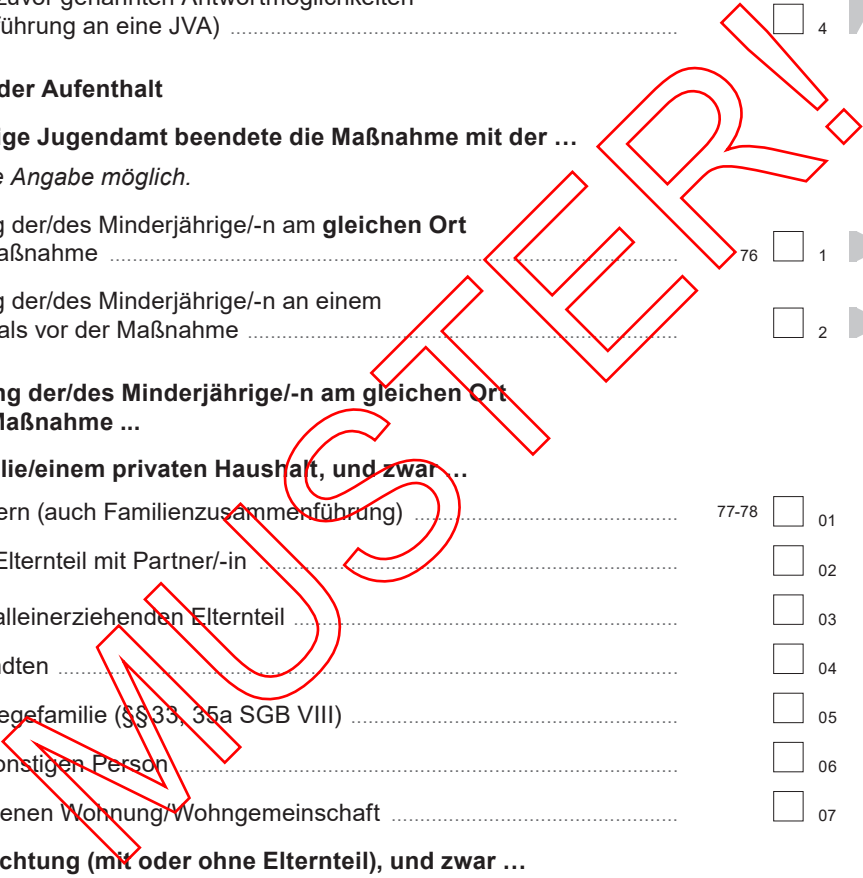 zuvor genannten Antwortmöglichkeiten
führung an eine JVA) 4
der Aufenthalt
ige Jugendamt beendete die Maßnahme mit der …
e Angabe möglich.
g der/des Minderjährige/-n am gleichen Ort
aßnahme 76 1
g der/des Minderjährige/-n an einem
als vor der Maßnahme 2
ng der/des Minderjährige/-n am gleichen Ort
Maßnahme ...
lie/einem privaten Haushalt, und zwar …
ern (auch Familienzusammenführung) 77-78 01
Elternteil mit Partner/-in 02
alleinerziehenden Elternteil 03
ndten 04
egefamilie (§§ 33, 35a SGB VIII) 05
onstigen Person 06
enen Wohnung/Wohngemeinschaft 07
chtung (mit oder ohne Elternteil), und zwar …
MUSTER!